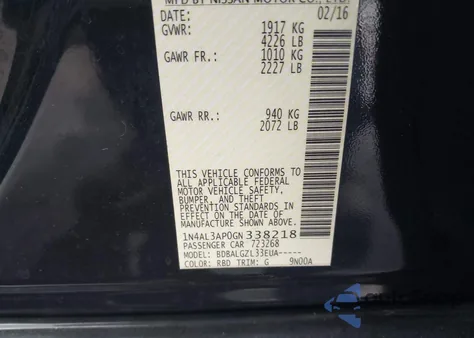 MFD BY NISSAN MOTOR CO., LTD.
DATE: 02/16
GVWR: 1917 KG
4226 LB
GAWR FR.: 1010 KG
2227 LB
GAWR RR.: 940 KG
2072 LB
THIS VEHICLE CONFORMS TO
ALL APPLICABLE FEDERAL
MOTOR VEHICLE SAFETY,
BUMPER, AND THEFT
PREVENTION STANDARDS IN
EFFECT ON THE DATE OF
MANUFACTURE SHOWN ABOVE.
1N4AL3AP0GN338218
PASSENGER CAR 723268
MODEL: BDBALGZL33EUA-----
COLOR: RBD TRIM: G 9N00A